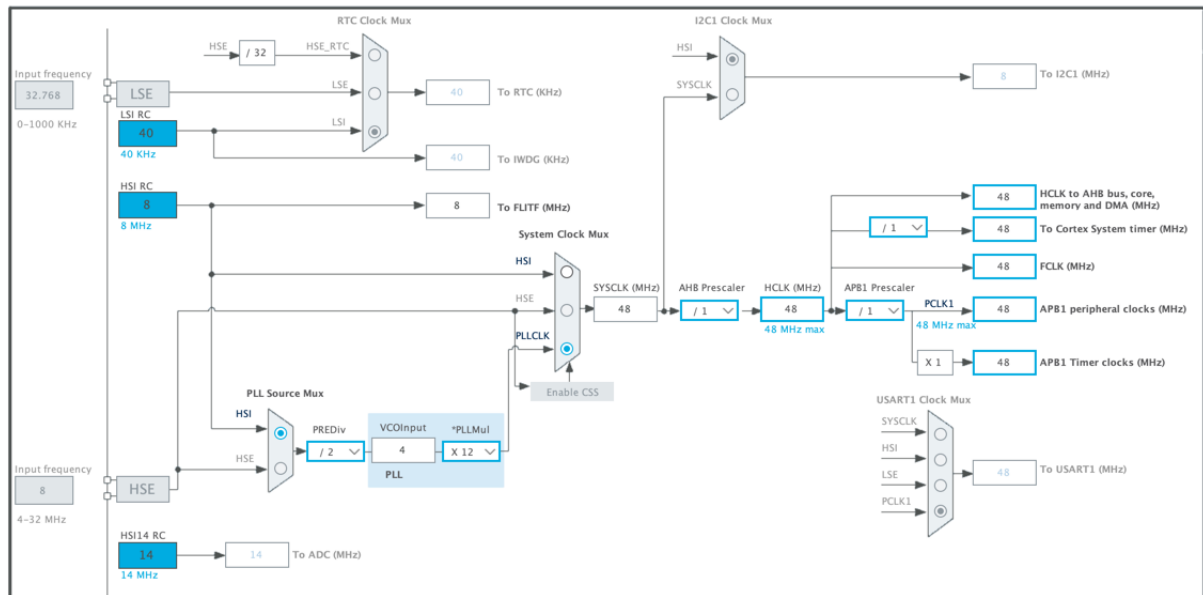 RTC Clock Mux
HSE
/ 32
HSE_RTC
Input frequency
32.768
0-1000 KHz
LSE
LSE
40
To RTC (KHz)
LSI RC
40
40 KHz
LSI
40
To IWDG (KHz)
HSI RC
8
8 MHz
8
To FLITF (MHz)
I2C1 Clock Mux
HSI
SYSCLK
8
To I2C1 (MHz)
System Clock Mux
HSI
HSE
PLLCLK
Enable CSS
SYSCLK (MHz)
48
AHB Prescaler
/ 1
HCLK (MHz)
48
48 MHz max
APB1 Prescaler
/ 1
48
HCLK to AHB bus, core,
memory and DMA (MHz)
/ 1
48
To Cortex System timer (MHz)
48
FCLK (MHz)
PCLK1
48 MHz max
48
APB1 peripheral clocks (MHz)
X 1
48
APB1 Timer clocks (MHz)
PLL Source Mux
HSI
HSE
PREDiv
/ 2
VCOInput
4
*PLLMul
X 12
PLL
USART1 Clock Mux
SYSCLK
HSI
LSE
PCLK1
48
To USART1 (MHz)
Input frequency
8
4-32 MHz
HSE
HSI14 RC
14
14 MHz
14
To ADC (MHz)